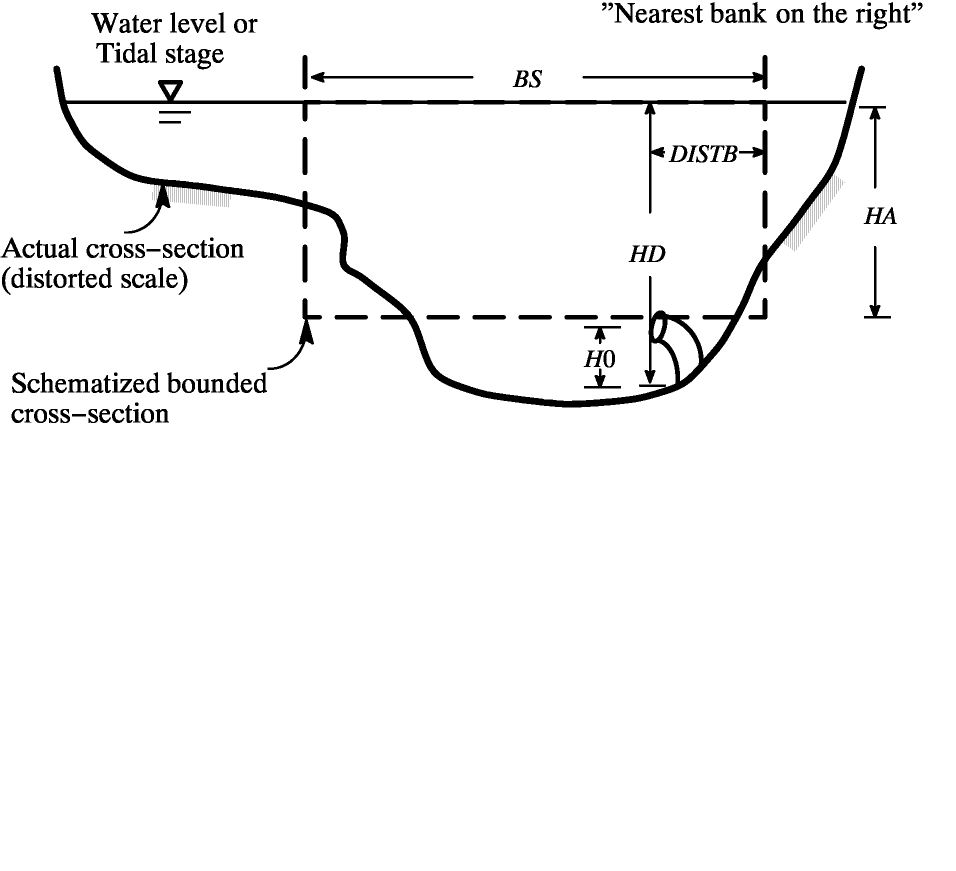 ”Nearest bank on the right”
Water level or
Tidal stage
BS
DISTB
HA
Actual cross−section
(distorted scale)
HD
H0
Schematized bounded
cross−section